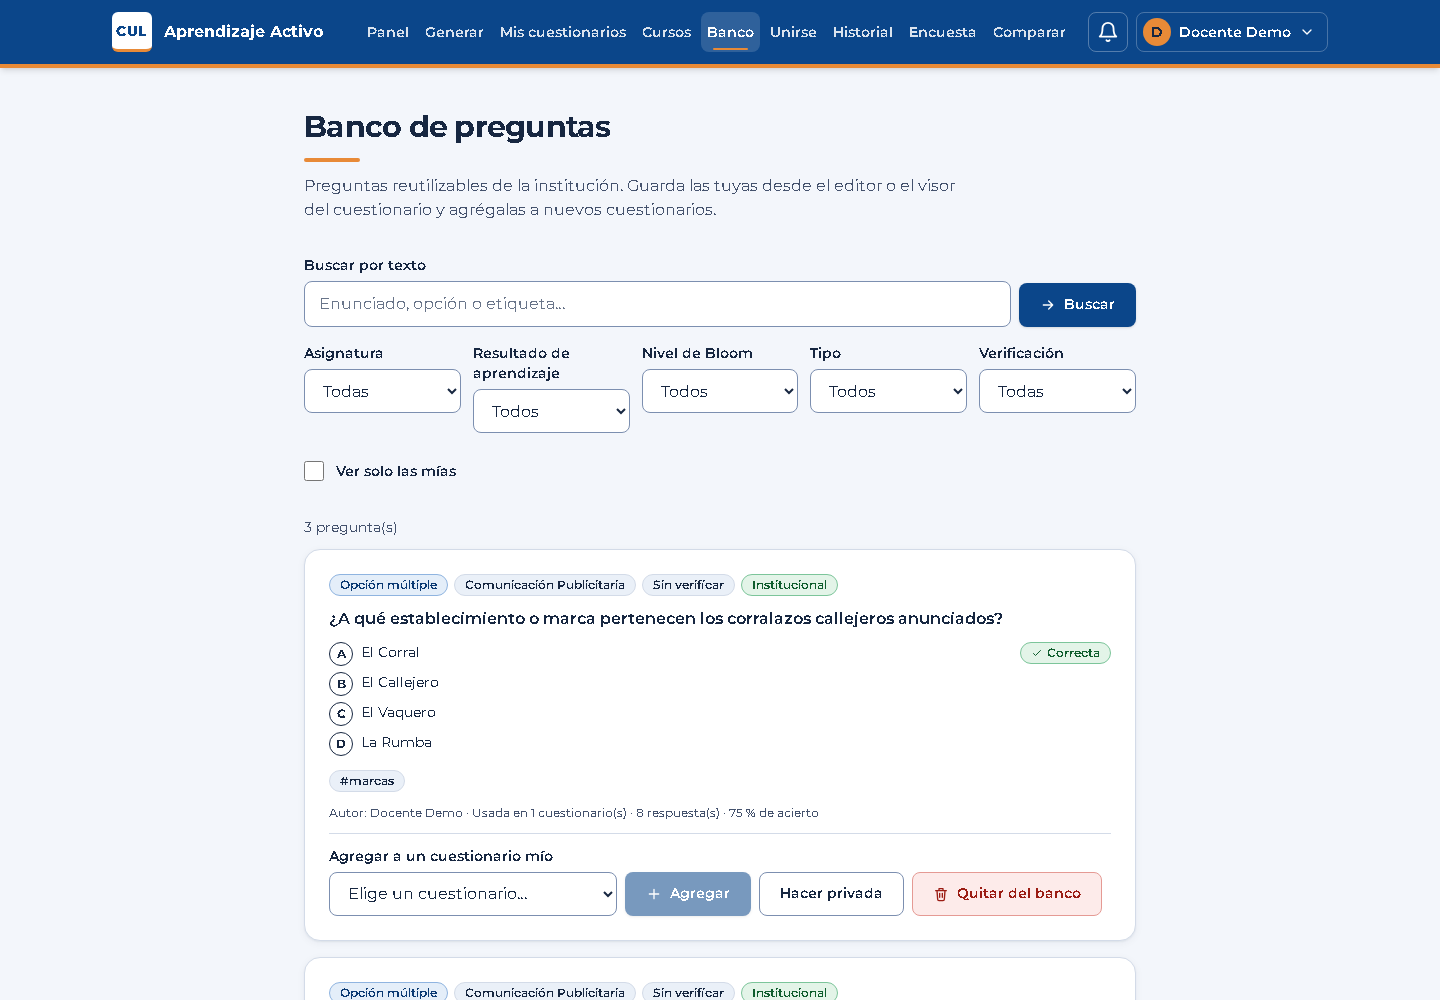 CUL Aprendizaje Activo Panel Generar Mis cuestionarios Cursos Banco Unirse Historial Encuesta Comparar D Docente Demo
Banco de preguntas
Preguntas reutilizables de la institución. Guarda las tuyas desde el editor o el visor
del cuestionario y agrégalas a nuevos cuestionarios.
Buscar por texto
Enunciado, opción o etiqueta...
Buscar
Asignatura
Todas
Resultado de
aprendizaje
Todos
Nivel de Bloom
Todos
Tipo
Todos
Verificación
Todas
Ver solo las mías
3 pregunta(s)
Opción múltiple Comunicación Publicitaria Sin verificar Institucional
¿A qué establecimiento o marca pertenecen los corralazos callejeros anunciados?
A El Corral Correcta
B El Callejero
C El Vaquero
D La Rumba
#marcas
Autor: Docente Demo · Usada en 1 cuestionario(s) · 8 respuesta(s) · 75 % de acierto
Agregar a un cuestionario mío
Elige un cuestionario... Agregar Hacer privada Quitar del banco
Opción múltiple Comunicación Publicitaria Sin verificar Institucional